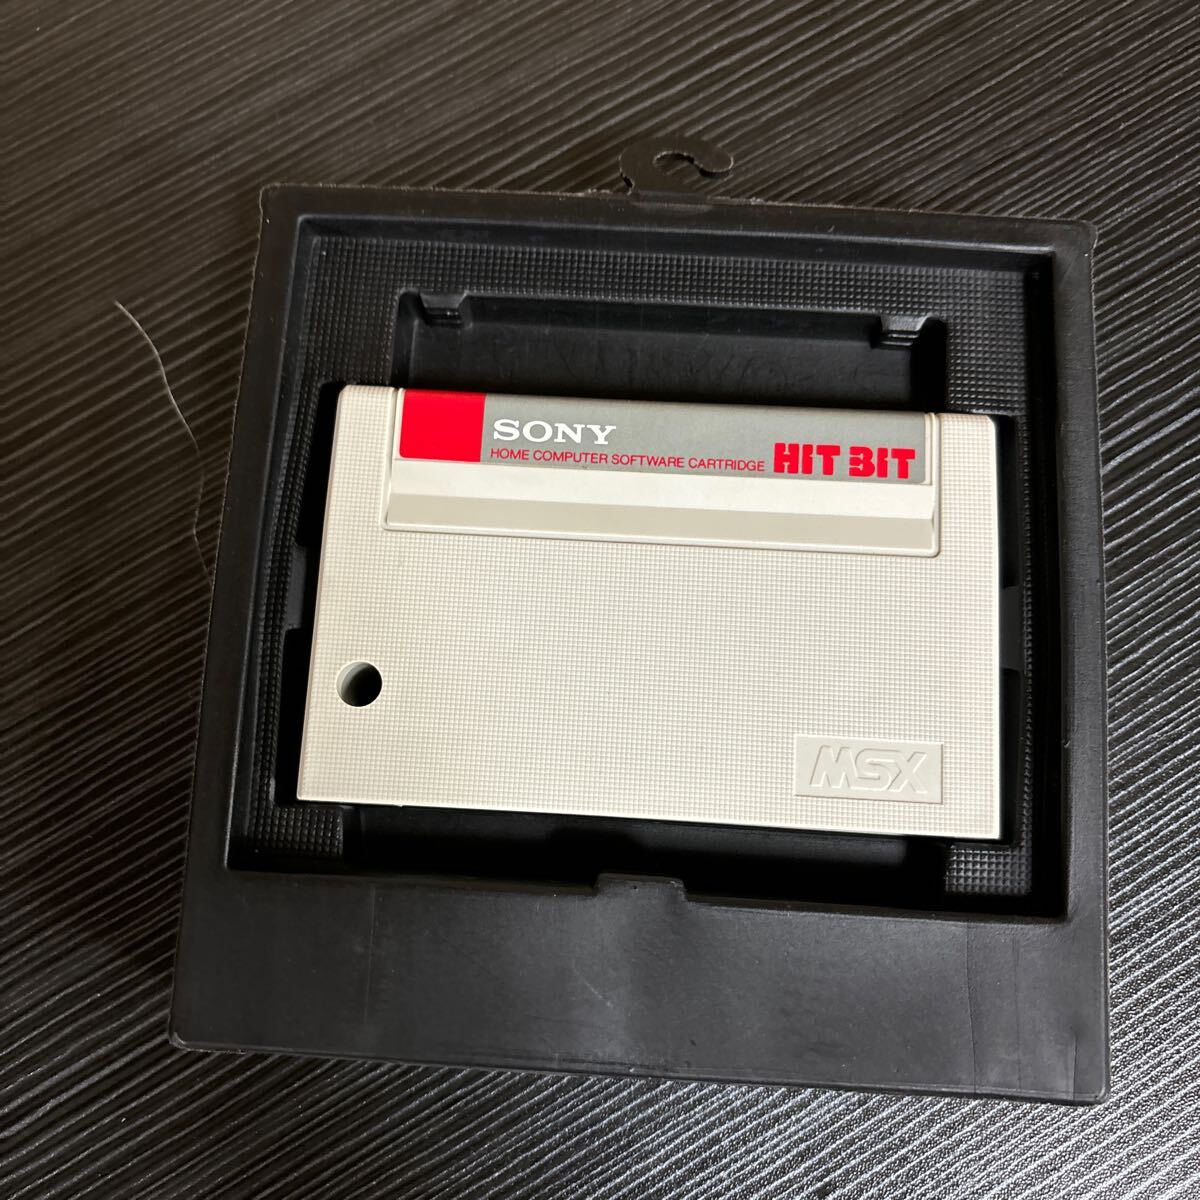 SONY
HOME COMPUTER SOFTWARE CARTRIDGE HIT BIT
MSX